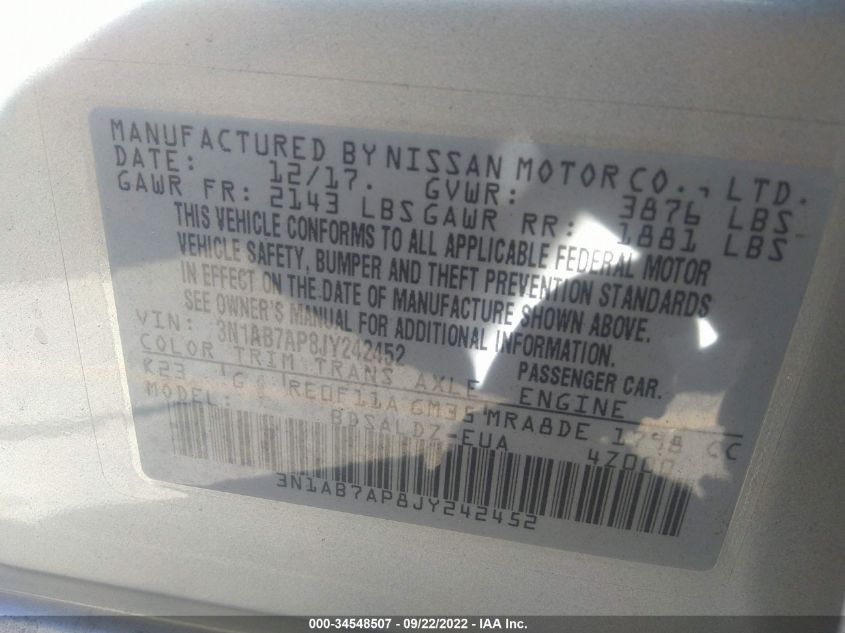 MANUFACTURED BY NISSAN MOTOR CO., LTD.
DATE: 12/17. GVWR: 3876 LBS
GAWR FR: 2143 LBS GAWR RR: 1881 LBS
THIS VEHICLE CONFORMS TO ALL APPLICABLE FEDERAL MOTOR
VEHICLE SAFETY, BUMPER AND THEFT PREVENTION STANDARDS
IN EFFECT ON THE DATE OF MANUFACTURE SHOWN ABOVE.
SEE OWNER'S MANUAL FOR ADDITIONAL INFORMATION.
VIN: 3N1AB7AP8JY242452 PASSENGER CAR.
COLOR TRIM TRANS AXLE ENGINE
K23 G RE0F11A GM35 MRA8DE 1798 CC
MODEL: BDSALD7-EUA
3N1AB7AP8JY242452
000-34548507 - 09/22/2022 - IAA Inc.